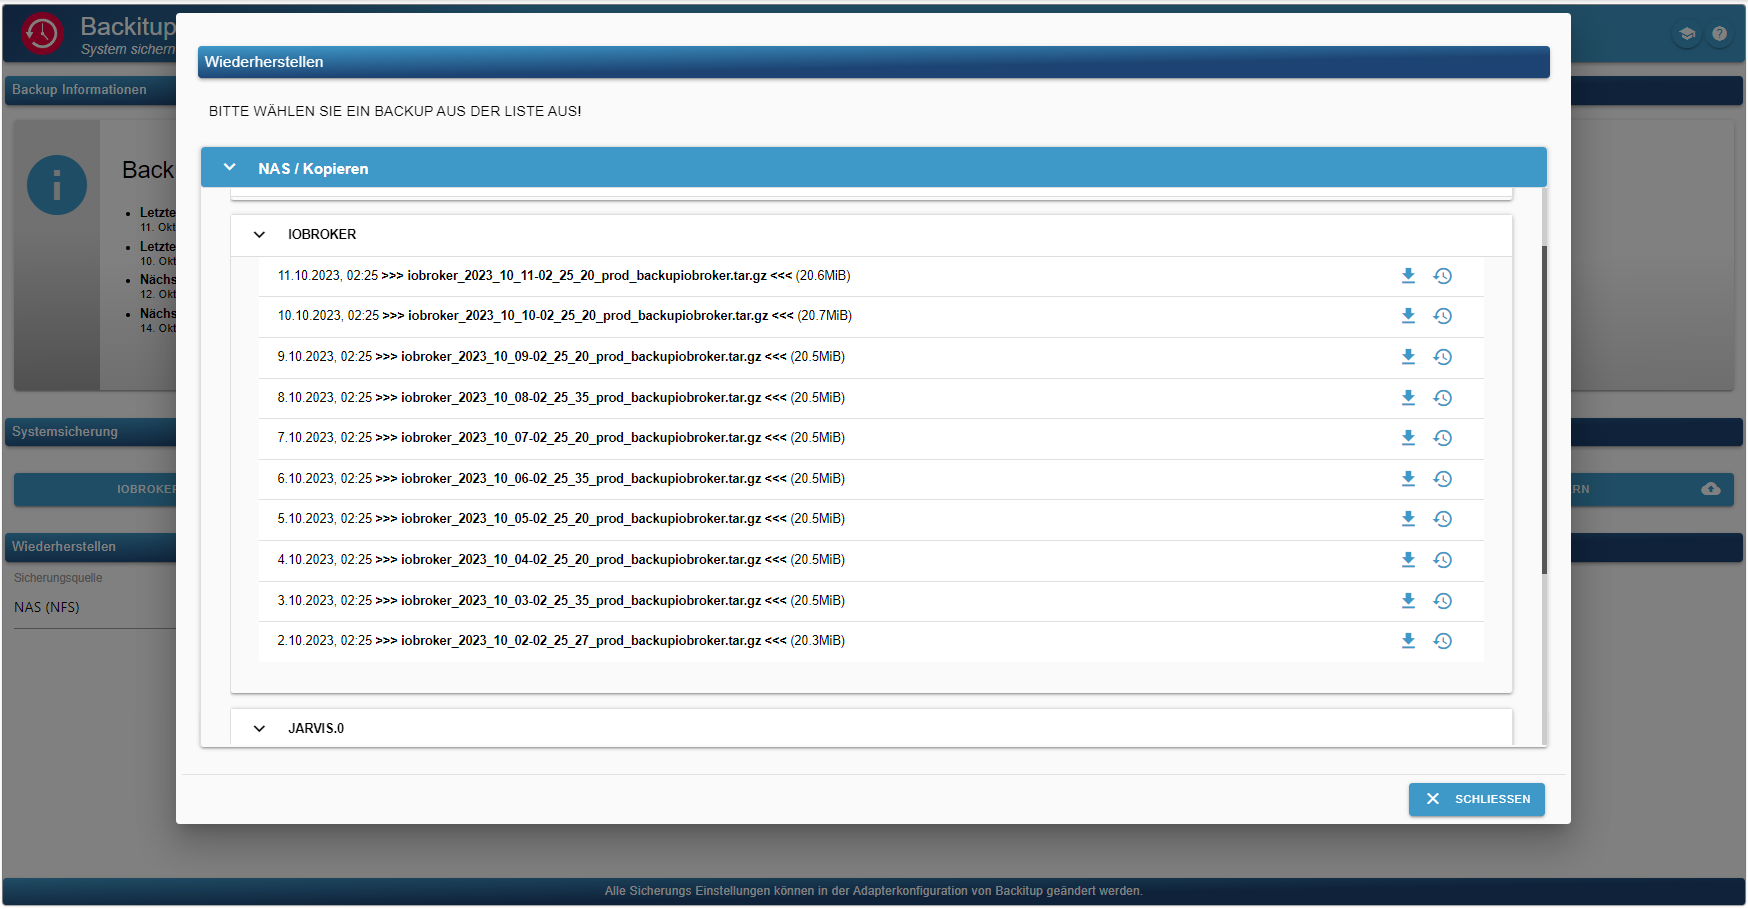 Backitup
System sichern
Backup Informationen
Back
Letzte
11. Okt
Letzte
10. Okt
Nächs
12. Okt
Nächs
14. Okt
Systemsicherung
IOBROKER
RN
Wiederherstellen
Sicherungsquelle
NAS (NFS)
Wiederherstellen
BITTE WÄHLEN SIE EIN BACKUP AUS DER LISTE AUS!
NAS / Kopieren
IOBROKER
11.10.2023, 02:25 >>> iobroker_2023_10_11-02_25_20_prod_backupiobroker.tar.gz <<< (20.6MiB)
10.10.2023, 02:25 >>> iobroker_2023_10_10-02_25_20_prod_backupiobroker.tar.gz <<< (20.7MiB)
9.10.2023, 02:25 >>> iobroker_2023_10_09-02_25_20_prod_backupiobroker.tar.gz <<< (20.5MiB)
8.10.2023, 02:25 >>> iobroker_2023_10_08-02_25_35_prod_backupiobroker.tar.gz <<< (20.5MiB)
7.10.2023, 02:25 >>> iobroker_2023_10_07-02_25_20_prod_backupiobroker.tar.gz <<< (20.5MiB)
6.10.2023, 02:25 >>> iobroker_2023_10_06-02_25_35_prod_backupiobroker.tar.gz <<< (20.5MiB)
5.10.2023, 02:25 >>> iobroker_2023_10_05-02_25_20_prod_backupiobroker.tar.gz <<< (20.5MiB)
4.10.2023, 02:25 >>> iobroker_2023_10_04-02_25_20_prod_backupiobroker.tar.gz <<< (20.5MiB)
3.10.2023, 02:25 >>> iobroker_2023_10_03-02_25_35_prod_backupiobroker.tar.gz <<< (20.5MiB)
2.10.2023, 02:25 >>> iobroker_2023_10_02-02_25_27_prod_backupiobroker.tar.gz <<< (20.3MiB)
JARVIS.0
SCHLIESSEN
Alle Sicherungs Einstellungen können in der Adapterkonfiguration von Backitup geändert werden.